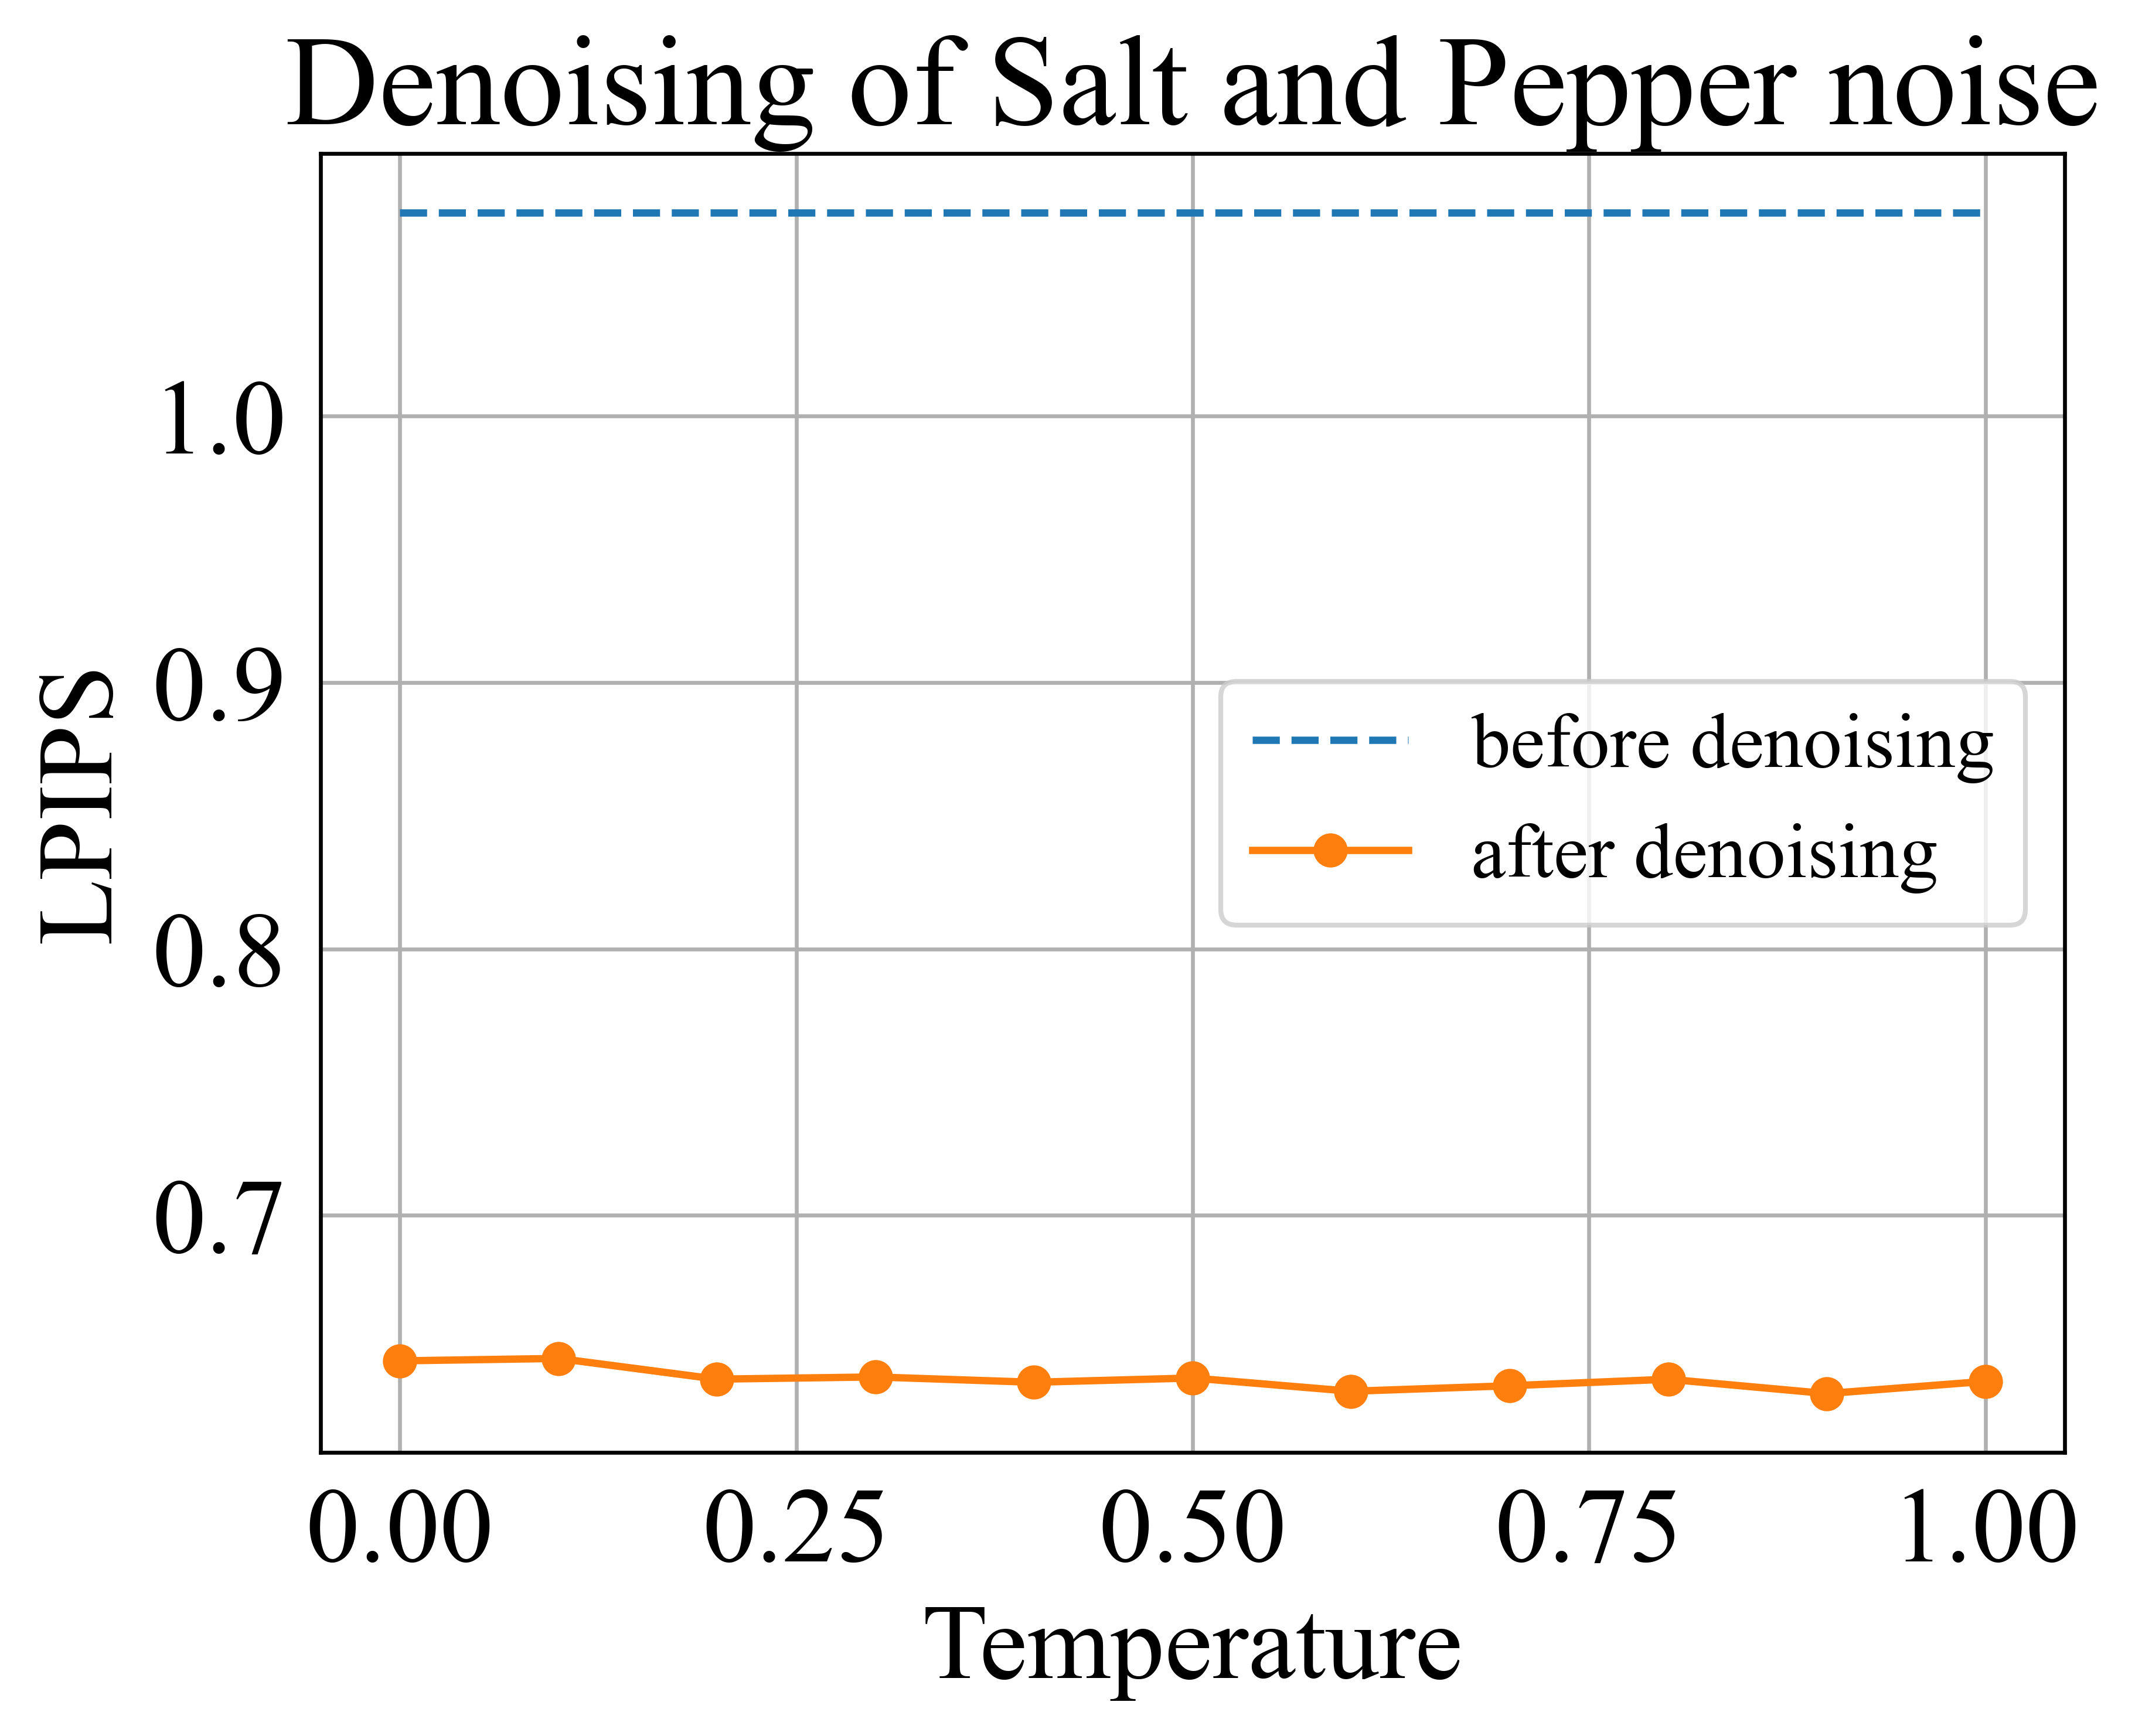 Denoising of Salt and Pepper noise
LPIPS
1.0
0.9
0.8
0.7
before denoising
after denoising
0.00 0.25 0.50 0.75 1.00
Temperature